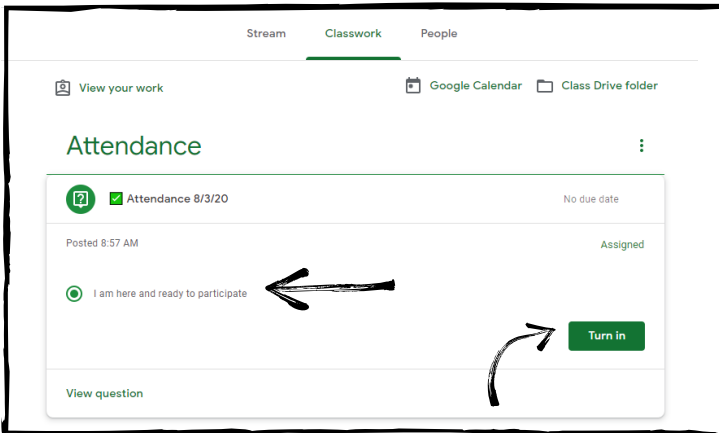 Stream Classwork People
View your work Google Calendar Class Drive folder
Attendance
Attendance 8/3/20 No due date
Posted 8:57 AM Assigned
I am here and ready to participate
Turn in
View question